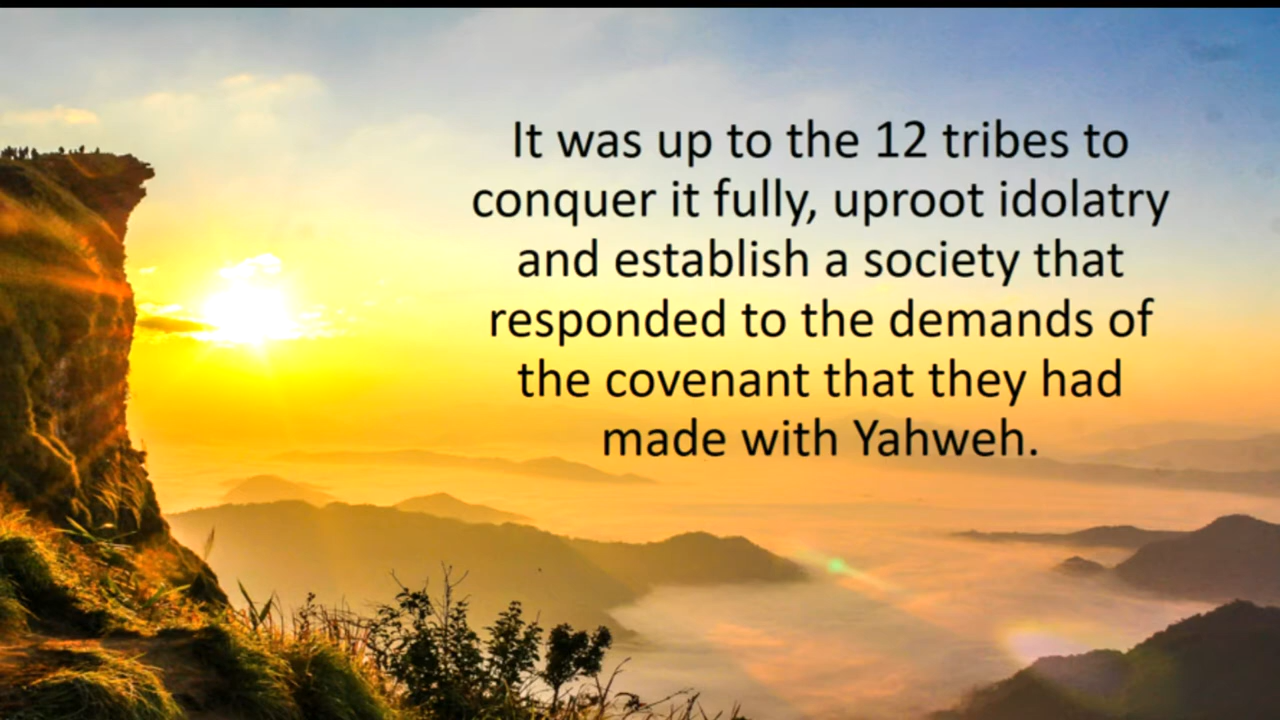 It was up to the 12 tribes to
conquer it fully, uproot idolatry
and establish a society that
responded to the demands of
the covenant that they had
made with Yahweh.